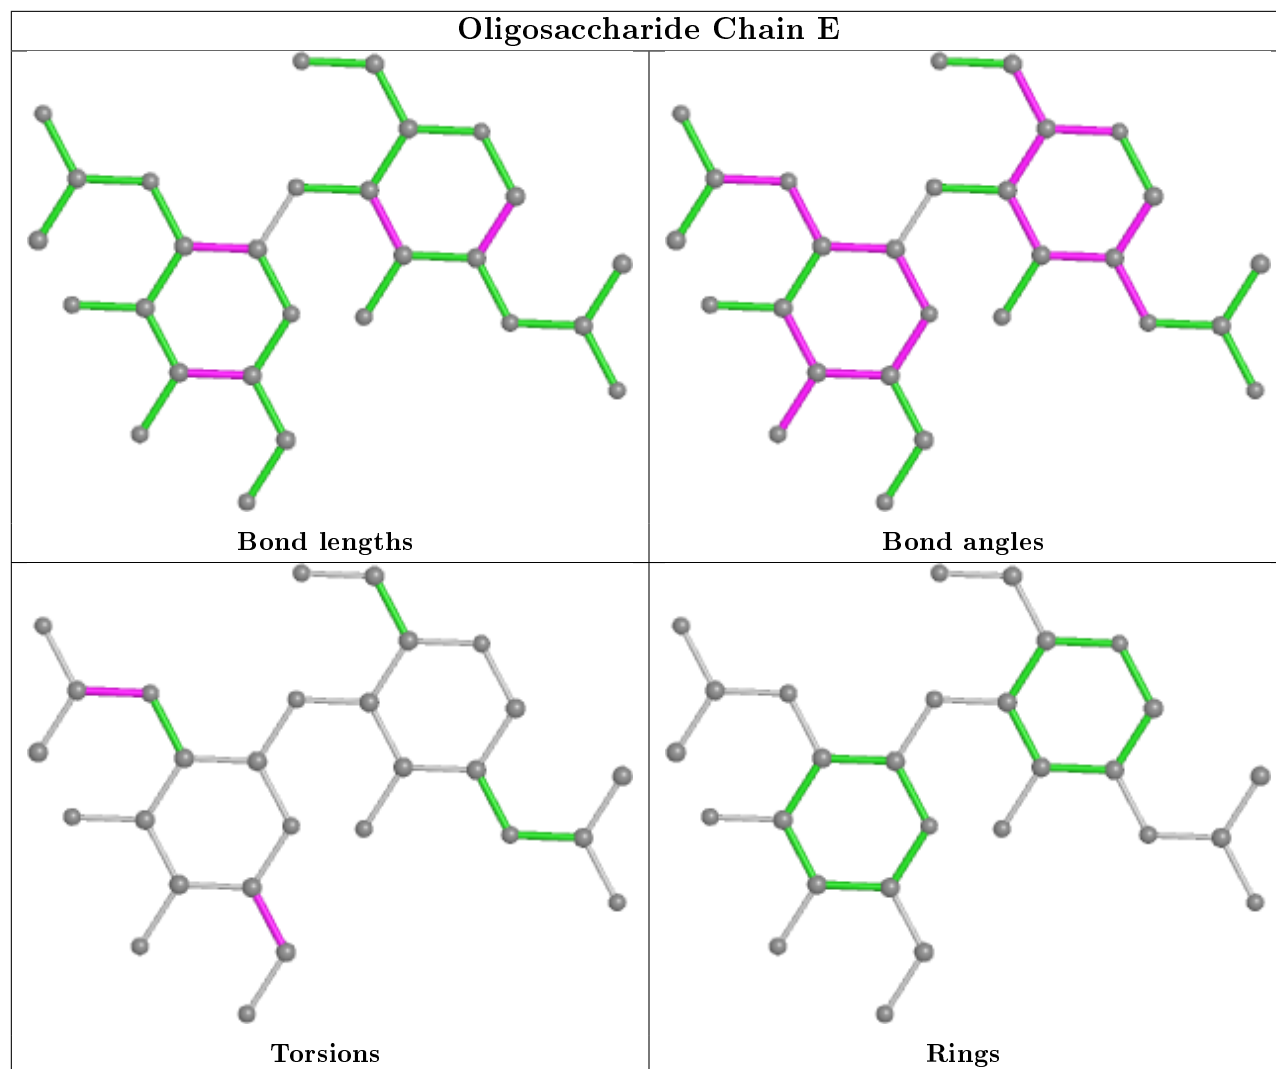 Oligosaccharide Chain E
Bond lengths
Bond angles
Torsions
Rings